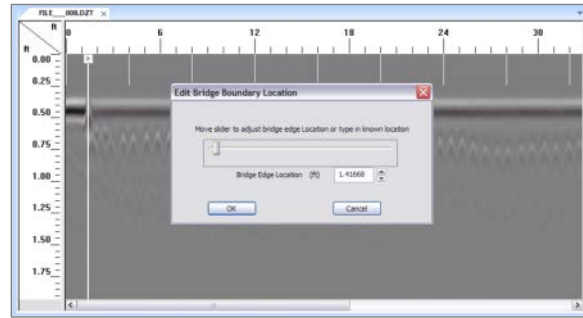 FILE___008.DZT
ft
0 6 12 18 24 30
ft
0.00
0.25
0.50
0.75
1.00
1.25
1.50
1.75
Edit Bridge Boundary Location
Move slider to adjust bridge edge Location or type in known location
Bridge Edge Location (ft) 1.41668
OK Cancel